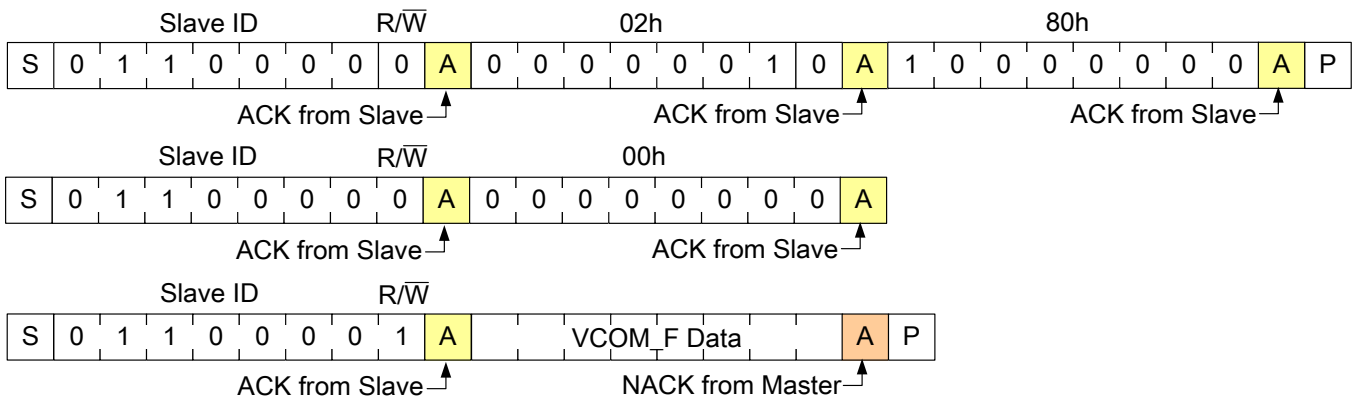 Slave ID R/W̅ 02h 80h
S 0 1 1 0 0 0 0 0 A 0 0 0 0 0 0 1 0 A 1 0 0 0 0 0 0 0 A P
ACK from Slave ACK from Slave ACK from Slave
Slave ID R/W̅ 00h
S 0 1 1 0 0 0 0 0 A 0 0 0 0 0 0 0 0 A
ACK from Slave ACK from Slave
Slave ID R/W̅
S 0 1 1 0 0 0 0 1 A VCOM_F Data A P
ACK from Slave NACK from Master